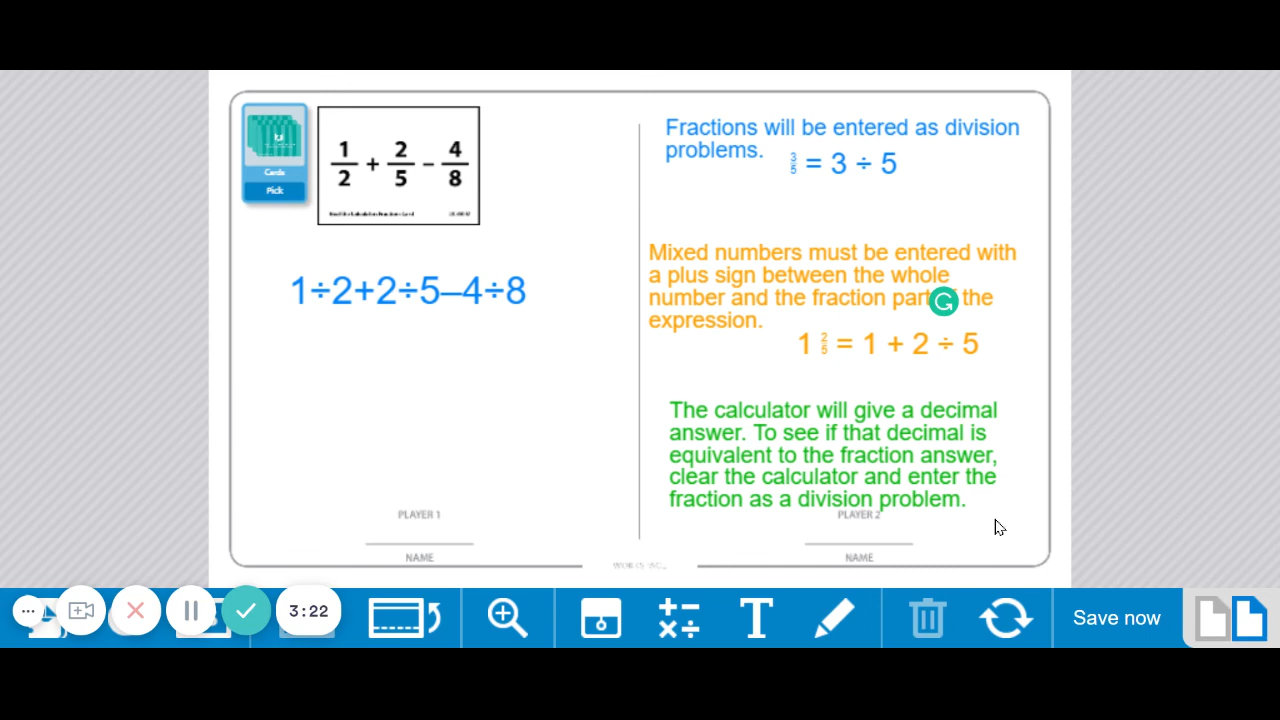 1/2 + 2/5 – 4/8
Cards
Pick
1÷2+2÷5–4÷8
PLAYER 1
NAME
Fractions will be entered as division
problems.
3/5 = 3 ÷ 5
Mixed numbers must be entered with
a plus sign between the whole
number and the fraction part the
expression.
1 2/5 = 1 + 2 ÷ 5
The calculator will give a decimal
answer. To see if that decimal is
equivalent to the fraction answer,
clear the calculator and enter the
fraction as a division problem.
PLAYER 2
NAME
3:22
T
Save now